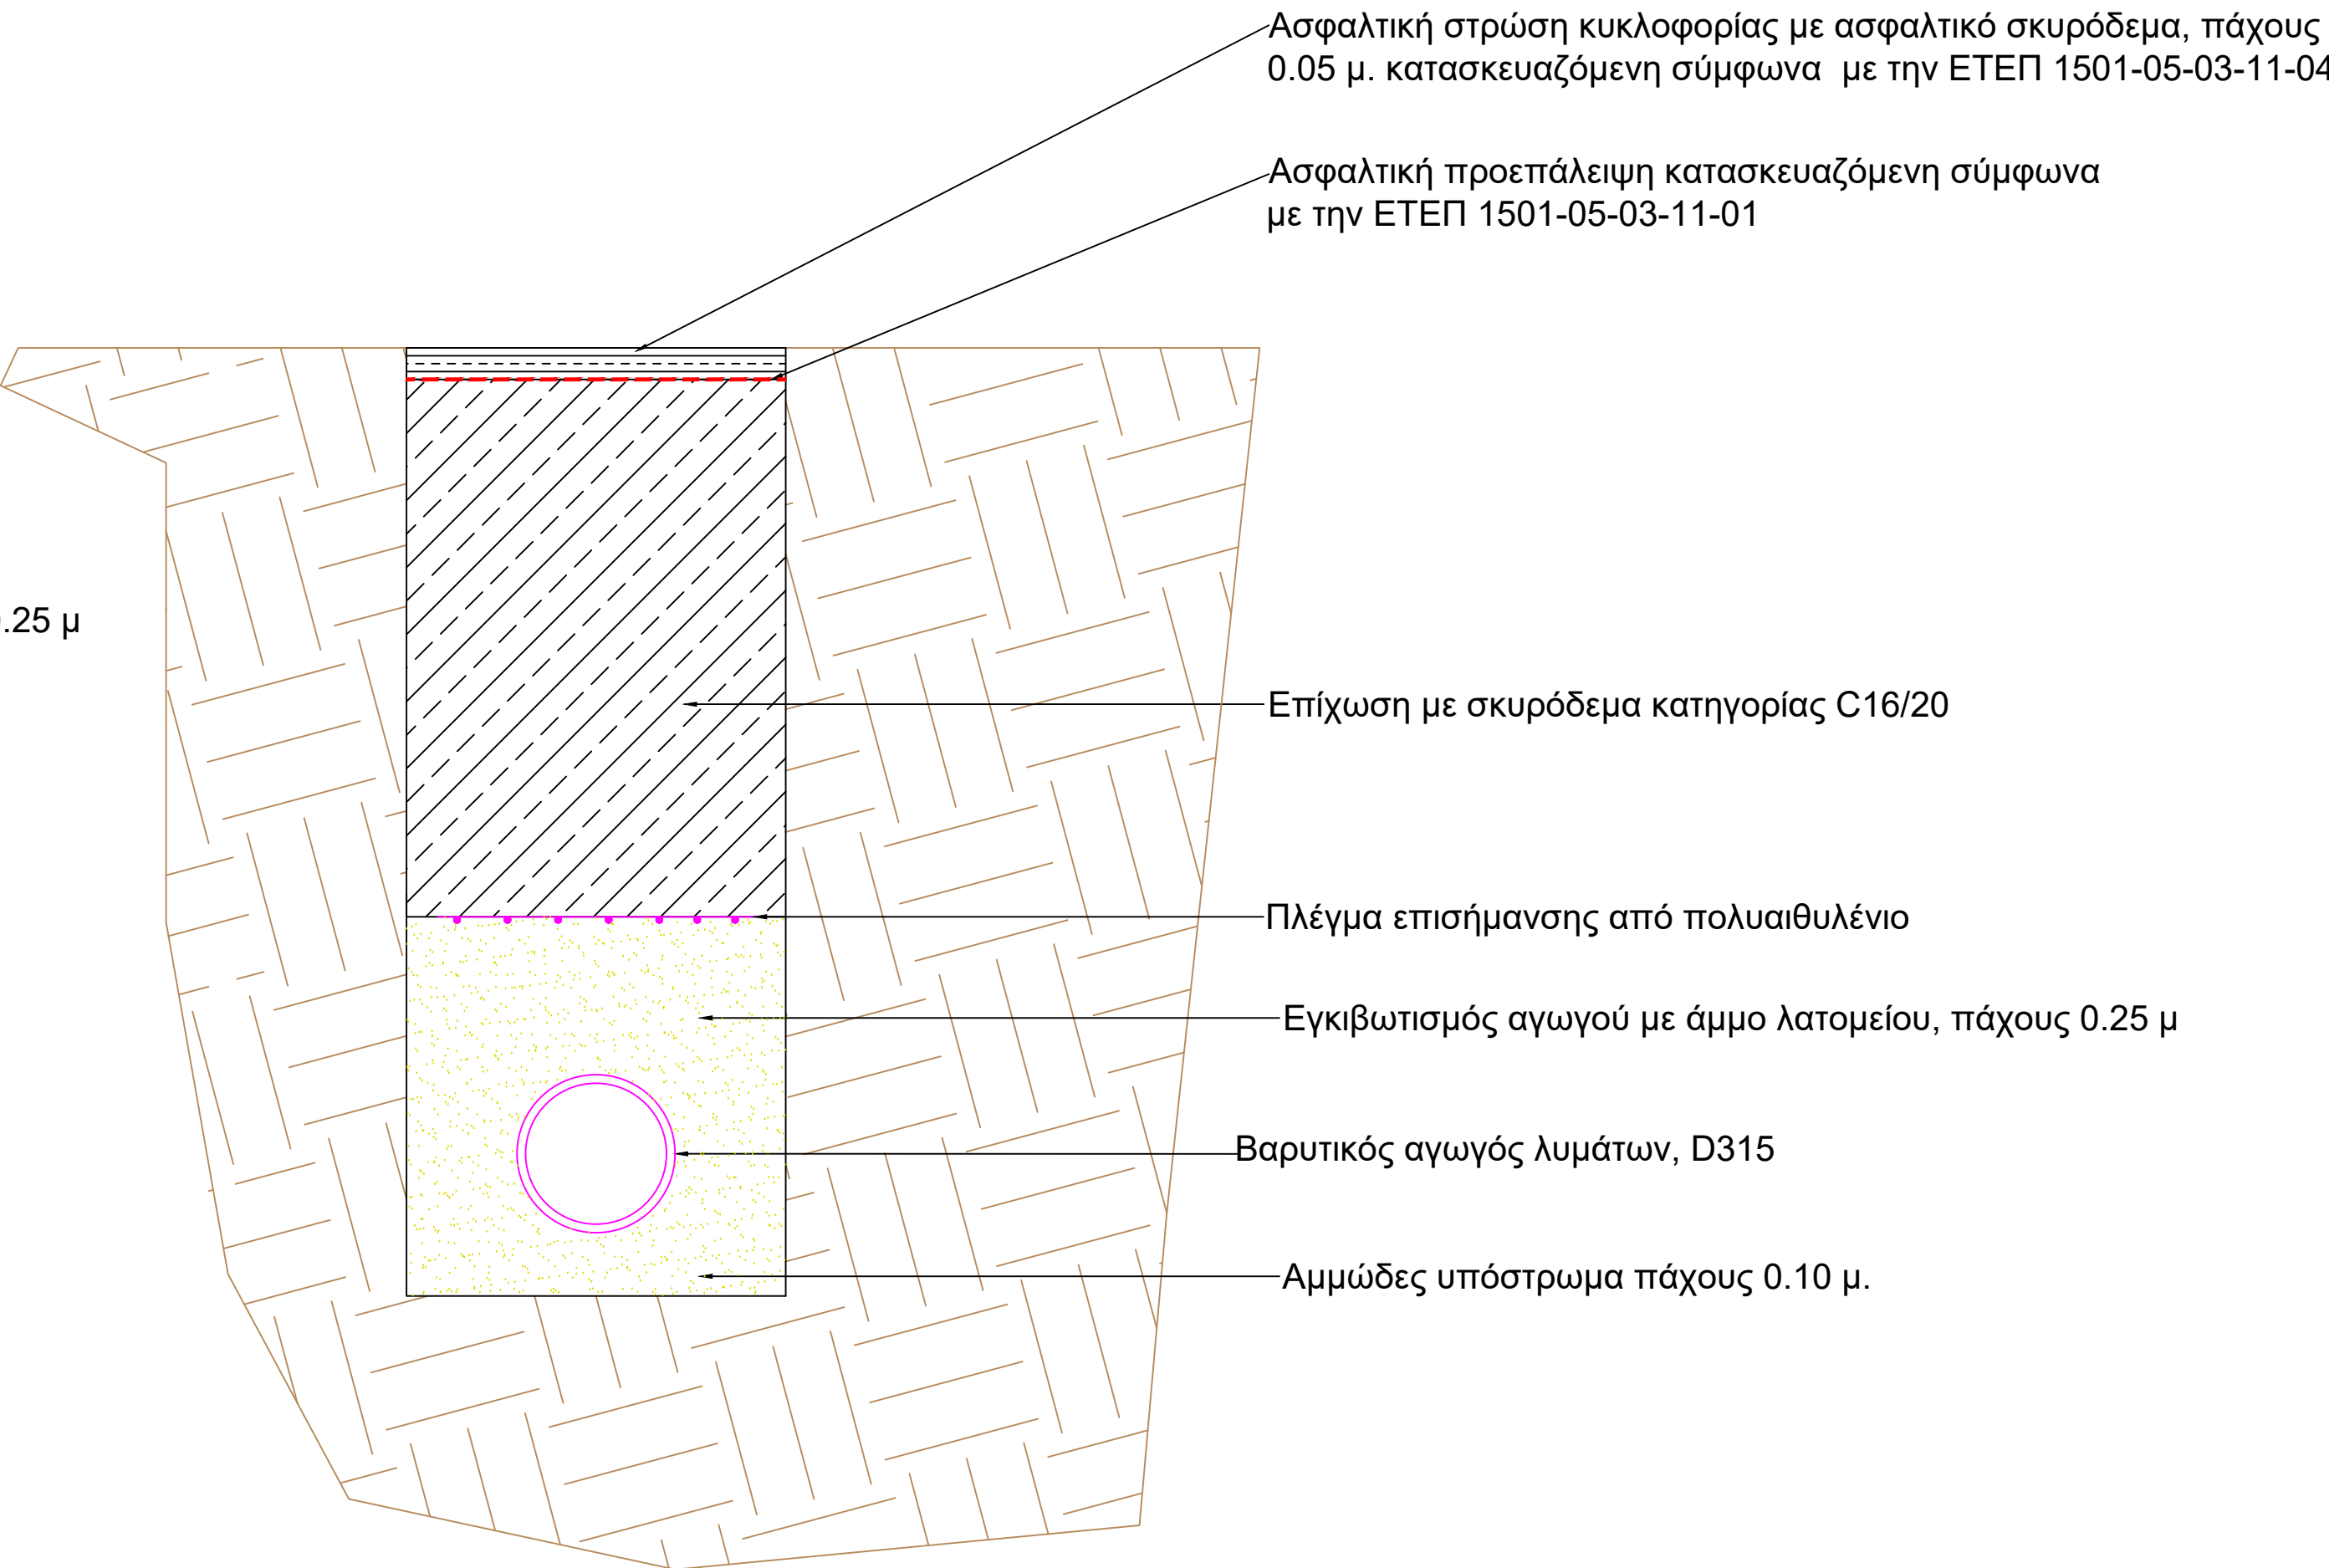 Ασφαλτική στρώση κυκλοφορίας με ασφαλτικό σκυρόδεμα, πάχους
0.05 μ. κατασκευαζόμενη σύμφωνα με την ΕΤΕΠ 1501-05-03-11-04
Ασφαλτική προεπάλειψη κατασκευαζόμενη σύμφωνα
με την ΕΤΕΠ 1501-05-03-11-01
.25 μ
Επίχωση με σκυρόδεμα κατηγορίας C16/20
Πλέγμα επισήμανσης από πολυαιθυλένιο
Εγκιβωτισμός αγωγού με άμμο λατομείου, πάχους 0.25 μ
Βαρυτικός αγωγός λυμάτων, D315
Αμμώδες υπόστρωμα πάχους 0.10 μ.